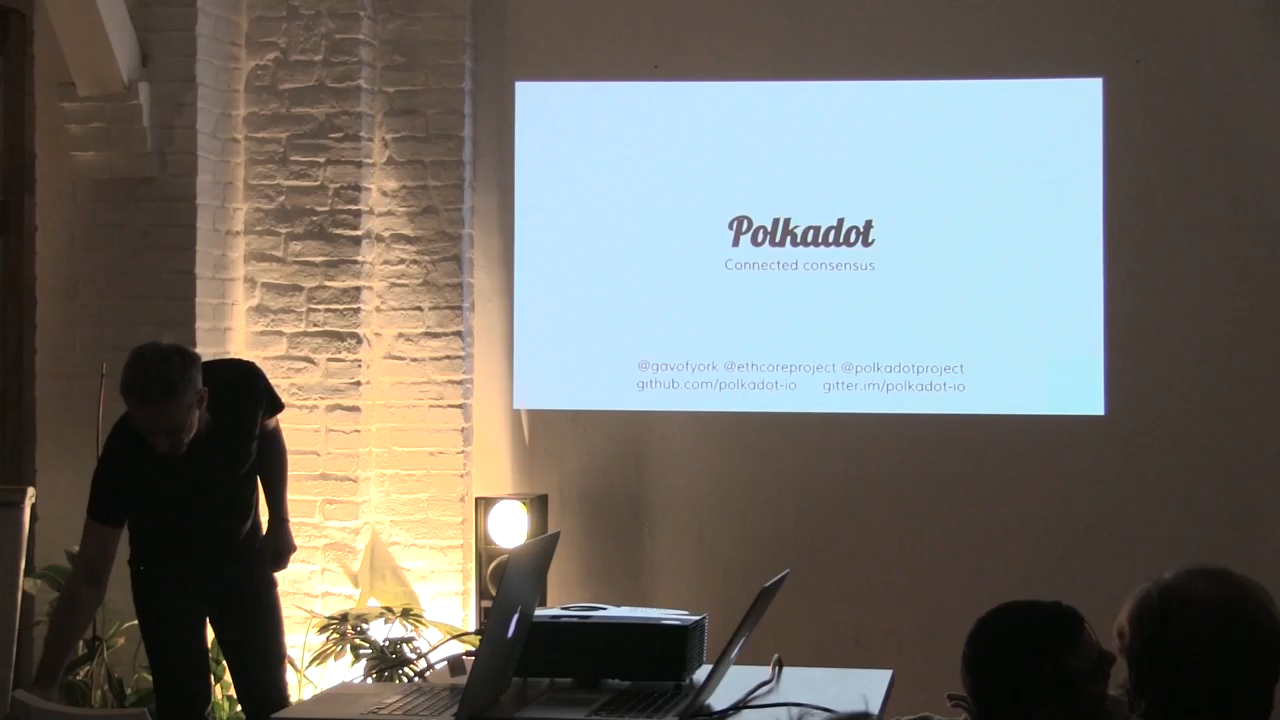 Polkadot
Connected consensus
@gavofyork @ethcoreproject @polkadotproject
github.com/polkadot-io gitter.im/polkadot-io